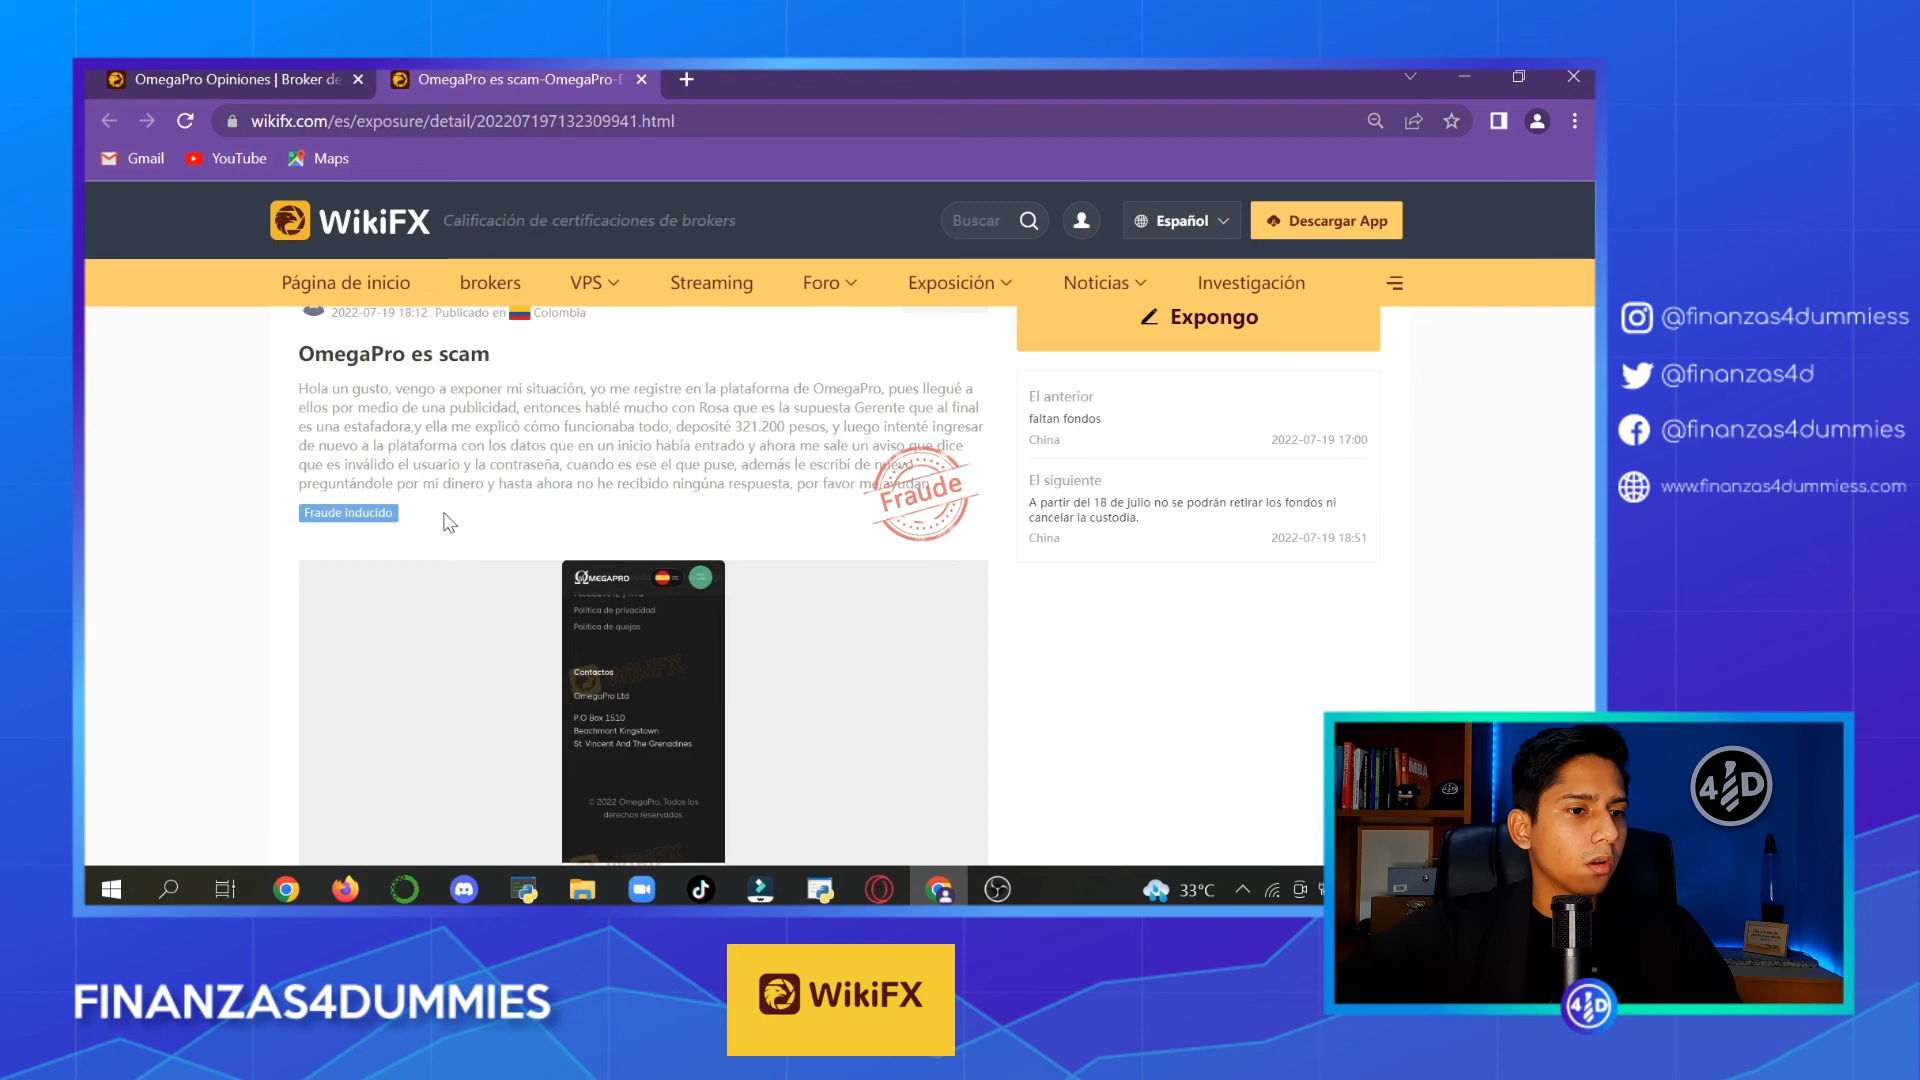 OmegaPro Opiniones | Broker de
OmegaPro es scam-OmegaPro-E
wikifx.com/es/exposure/detail/202207197132309941.html
Gmail
YouTube
Maps
WikiFX
Calificación de certificaciones de brokers
Buscar
Español
Descargar App
Página de inicio
brokers
VPS
Streaming
Foro
Exposición
Noticias
Investigación
2022-07-19 18:12 Publicado en Colombia
OmegaPro es scam
Hola un gusto, vengo a exponer mi situación, yo me registre en la plataforma de OmegaPro, pues llegué a
ellos por medio de una publicidad, entonces hablé mucho con Rosa que es la supuesta Gerente que al final
es una estafadora,y ella me explicó cómo funcionaba todo, deposité 321.200 pesos, y luego intenté ingresar
de nuevo a la plataforma con los datos que en un inicio había entrado y ahora me sale un aviso que dice
que es inválido el usuario y la contraseña, cuando es ese el que puse, además le escribí de nuevo
preguntándole por mi dinero y hasta ahora no he recibido ningúna respuesta, por favor me ayudan
Fraude inducido
Fraude
Expongo
El anterior
faltan fondos
China
2022-07-19 17:00
El siguiente
A partir del 18 de julio no se podrán retirar los fondos ni
cancelar la custodia.
China
2022-07-19 18:51
ΩMEGAPRO
Política de privacidad
Política de quejas
WikiFX
Contactos
OmegaPro Ltd
P.O Box 1510
Beachmont Kingstown
St. Vincent And The Grenadines
© 2022 OmegaPro. Todos los
derechos reservados.
33°C
@finanzas4dummiess
@finanzas4d
@finanzas4dummies
www.finanzas4dummiess.com
MBA
4D
4D
FINANZAS4DUMMIES
WikiFX